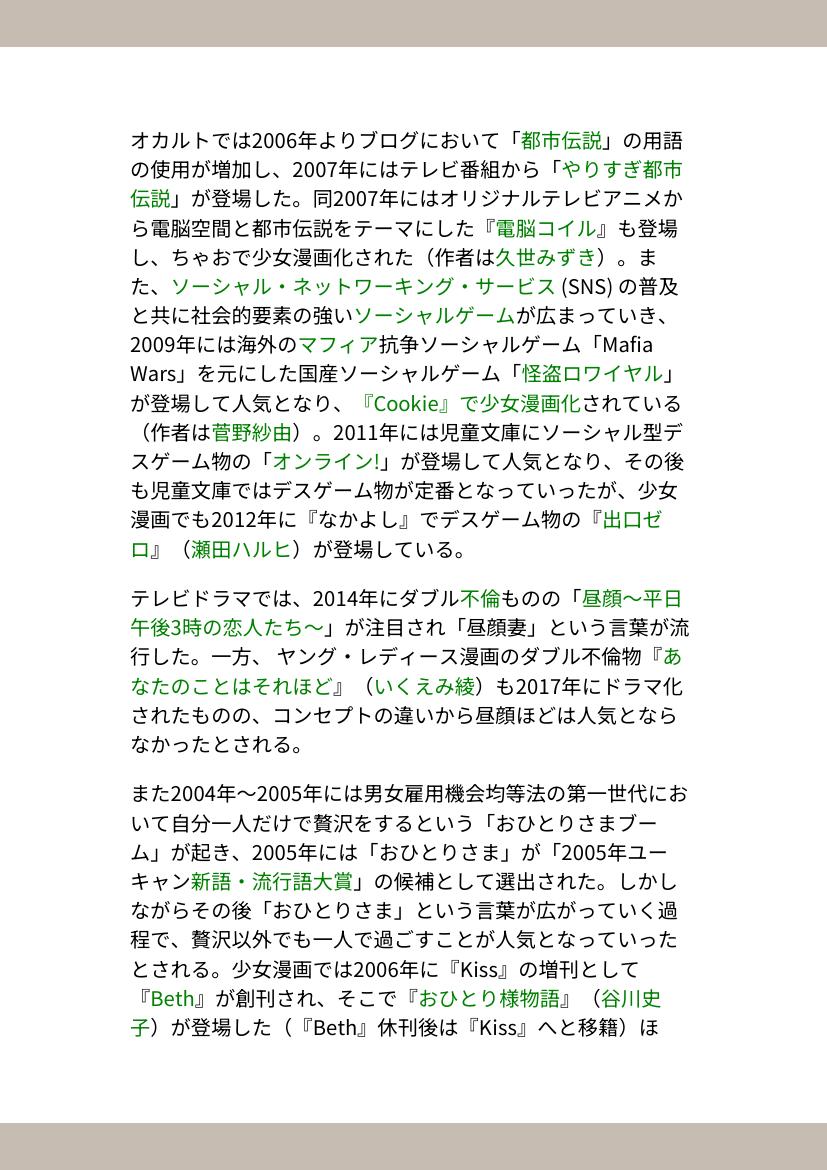 オカルトでは2006年よりブログにおいて「都市伝説」の用語
の使用が増加し、2007年にはテレビ番組から「やりすぎ都市
伝説」が登場した。同2007年にはオリジナルテレビアニメか
ら電脳空間と都市伝説をテーマにした『電脳コイル』も登場
し、ちゃおで少女漫画化された（作者は久世みずき）。ま
た、ソーシャル・ネットワーキング・サービス (SNS) の普及
と共に社会的要素の強いソーシャルゲームが広まっていき、
2009年には海外のマフィア抗争ソーシャルゲーム「Mafia
Wars」を元にした国産ソーシャルゲーム「怪盗ロワイヤル」
が登場して人気となり、『Cookie』で少女漫画化されている
（作者は菅野紗由）。2011年には児童文庫にソーシャル型デ
スゲーム物の「オンライン!」が登場して人気となり、その後
も児童文庫ではデスゲーム物が定番となっていったが、少女
漫画でも2012年に『なかよし』でデスゲーム物の『出口ゼ
ロ』（瀬田ハルヒ）が登場している。
テレビドラマでは、2014年にダブル不倫ものの「昼顔〜平日
午後3時の恋人たち〜」が注目され「昼顔妻」という言葉が流
行した。一方、 ヤング・レディース漫画のダブル不倫物『あ
なたのことはそれほど』（いくえみ綾）も2017年にドラマ化
されたものの、コンセプトの違いから昼顔ほどは人気となら
なかったとされる。
また2004年〜2005年には男女雇用機会均等法の第一世代にお
いて自分一人だけで贅沢をするという「おひとりさまブー
ム」が起き、2005年には「おひとりさま」が「2005年ユー
キャン新語・流行語大賞」の候補として選出された。しかし
ながらその後「おひとりさま」という言葉が広がっていく過
程で、贅沢以外でも一人で過ごすことが人気となっていった
とされる。少女漫画では2006年に『Kiss』の増刊として
『Beth』が創刊され、そこで『おひとり様物語』（谷川史
子）が登場した（『Beth』休刊後は『Kiss』へと移籍）ほ